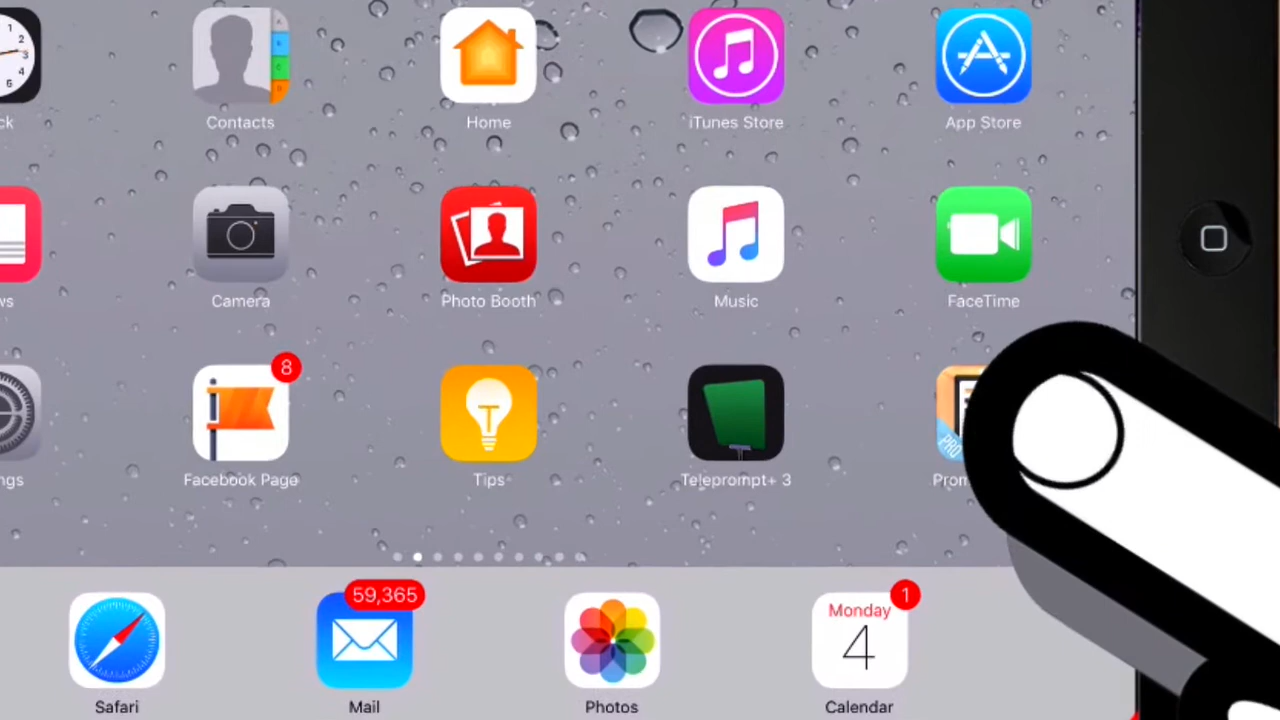 Contacts
Home
iTunes Store
App Store
Camera
Photo Booth
Music
FaceTime
8
Facebook Page
Tips
Teleprompt+ 3
PRO
59,365
Monday
4
1
Safari
Mail
Photos
Calendar